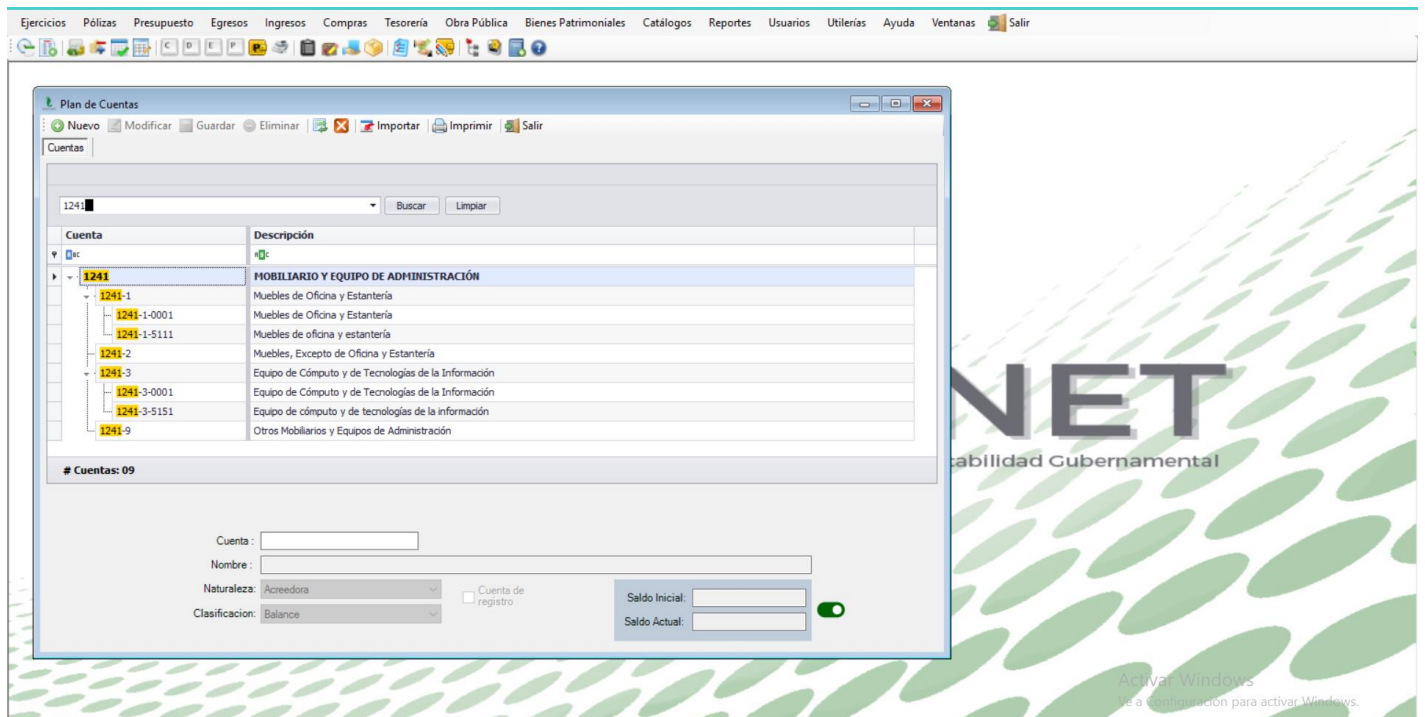 Ejercicios Pólizas Presupuesto Egresos Ingresos Compras Tesorería Obra Pública Bienes Patrimoniales Catálogos Reportes Usuarios Utilerías Ayuda Ventanas Salir
C D E P P
Plan de Cuentas
Nuevo Modificar Guardar Eliminar Importar Imprimir Salir
Cuentas
1241 Buscar Limpiar
Cuenta Descripción
1241 MOBILIARIO Y EQUIPO DE ADMINISTRACIÓN
1241-1 Muebles de Oficina y Estantería
1241-1-0001 Muebles de Oficina y Estantería
1241-1-5111 Muebles de oficina y estantería
1241-2 Muebles, Excepto de Oficina y Estantería
1241-3 Equipo de Cómputo y de Tecnologías de la Información
1241-3-0001 Equipo de Cómputo y de Tecnologías de la Información
1241-3-5151 Equipo de cómputo y de tecnologías de la información
1241-9 Otros Mobiliarios y Equipos de Administración
# Cuentas: 09
NET
tabilidad Gubernamental
Cuenta :
Nombre :
Naturaleza: Acreedora
Cuenta de registro
Clasificacion: Balance
Saldo Inicial:
Saldo Actual:
Activar Windows
Ve a Configuración para activar Windows.